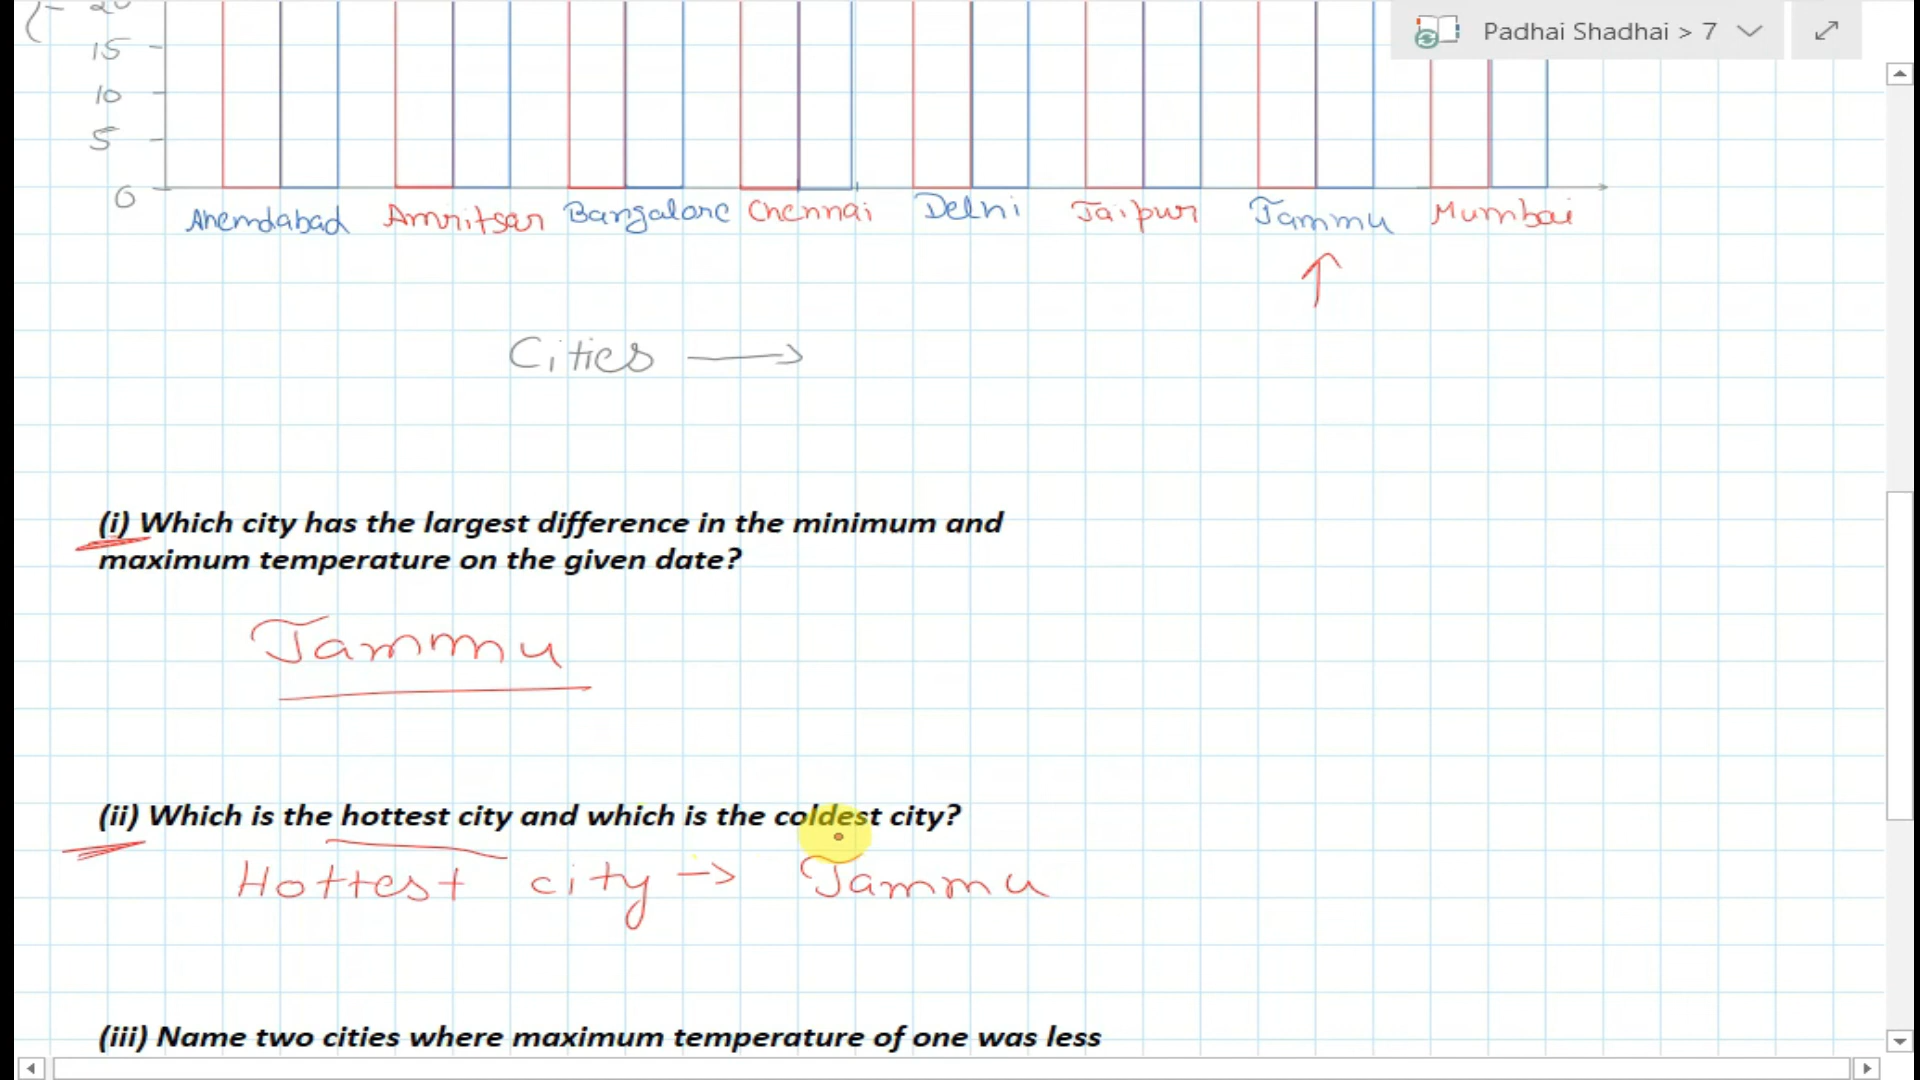 Padhai Shadhai > 7
15
10
5
0
Ahemdabad Amritsar Bangalore Chennai Delhi Jaipur Jammu Mumbai
Cities
(i) Which city has the largest difference in the minimum and
maximum temperature on the given date?
Jammu
(ii) Which is the hottest city and which is the coldest city?
Hottest city → Jammu
(iii) Name two cities where maximum temperature of one was less